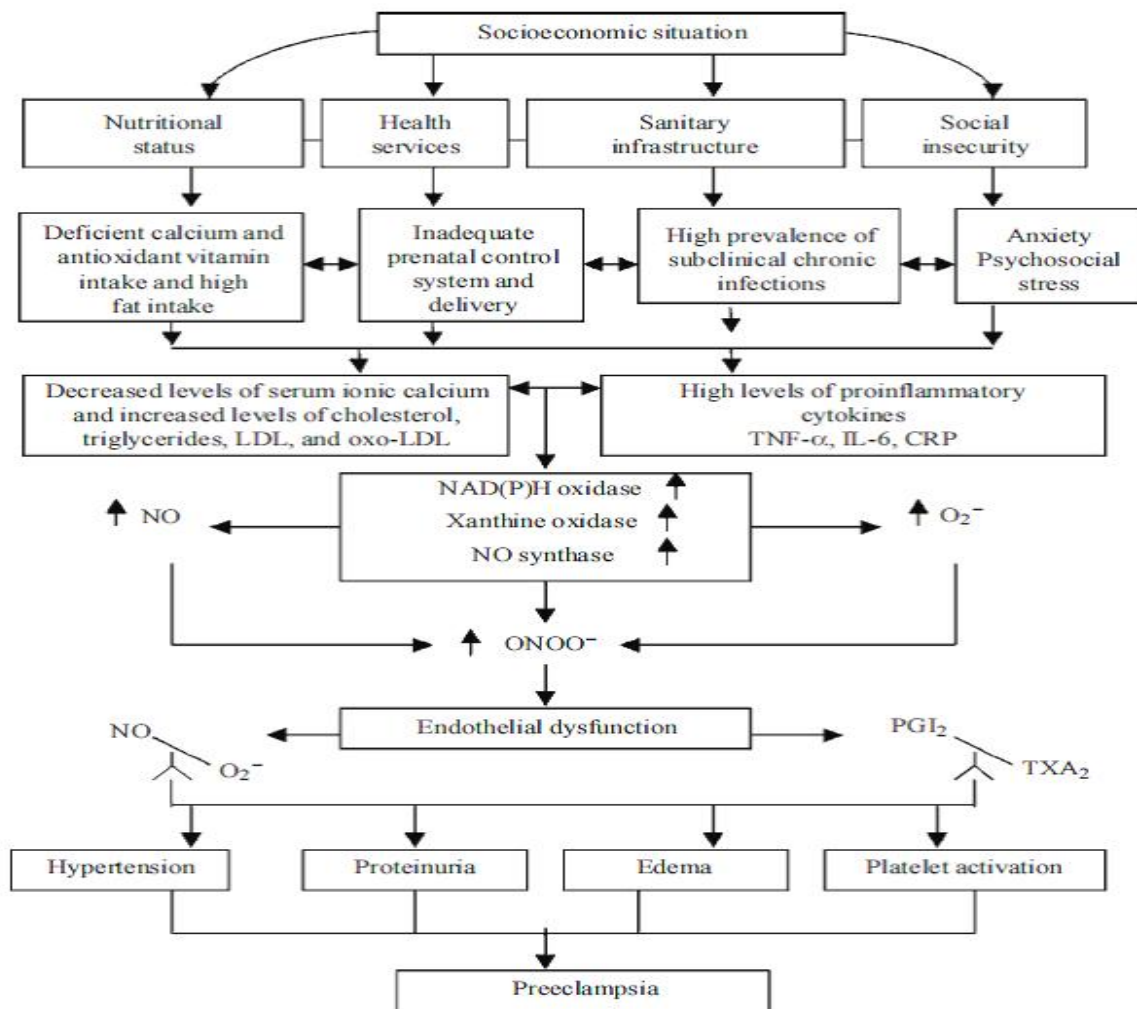 Socioeconomic situation
Nutritional
status
Health
services
Sanitary
infrastructure
Social
insecurity
Deficient calcium and
antioxidant vitamin
intake and high
fat intake
Inadequate
prenatal control
system and
delivery
High prevalence of
subclinical chronic
infections
Anxiety
Psychosocial
stress
Decreased levels of serum ionic calcium
and increased levels of cholesterol,
triglycerides, LDL, and oxo-LDL
High levels of proinflammatory
cytokines
TNF-α, IL-6, CRP
NAD(P)H oxidase
Xanthine oxidase
NO synthase
NO
O₂⁻
ONOO⁻
Endothelial dysfunction
NO
O₂⁻
PGI₂
TXA₂
Hypertension
Proteinuria
Edema
Platelet activation
Preeclampsia